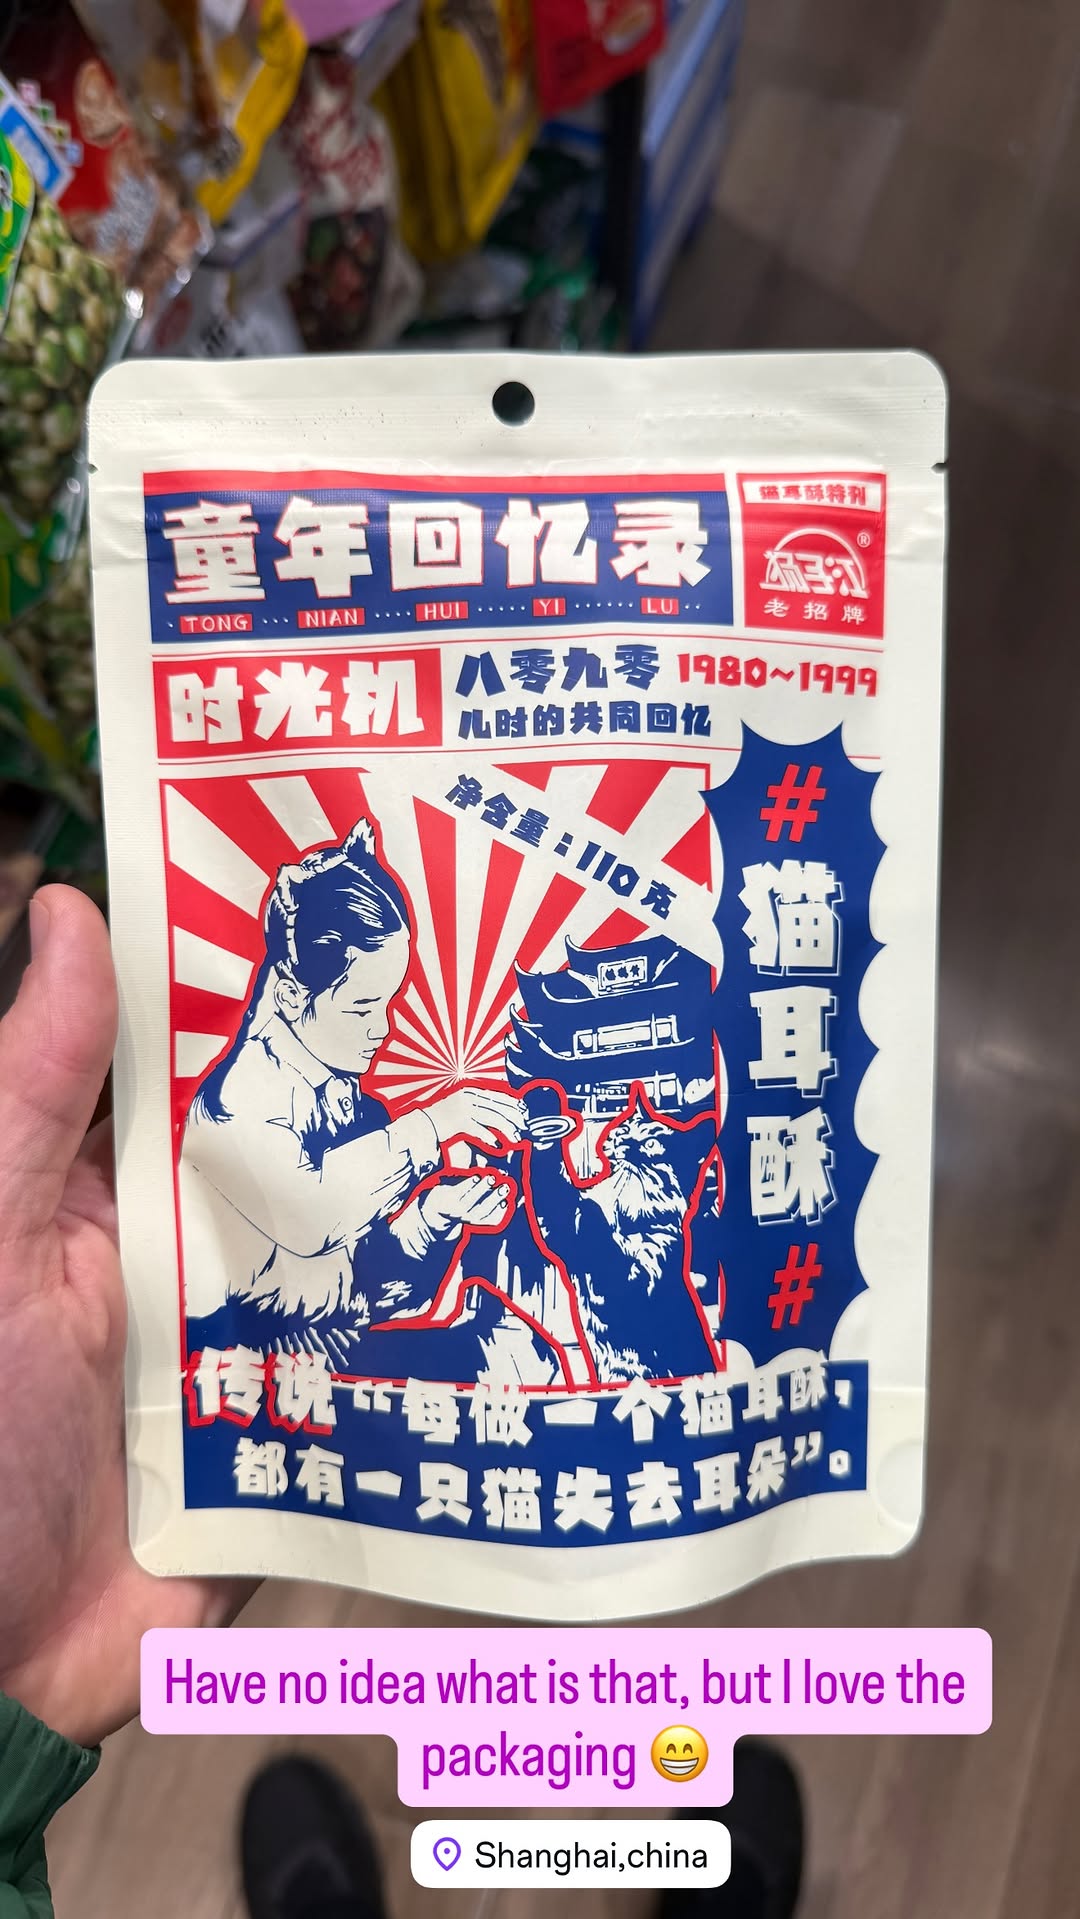 童年回忆录
TONG NIAN HUI YI LU
猫耳酥特刊
®
老招牌
时光机
八零九零 1980~1999
儿时的共同回忆
净含量：110克
#猫耳酥#
传说“每做一个猫耳酥，
都有一只猫失去耳朵”。
Have no idea what is that, but I love the
packaging 😁
Shanghai,china